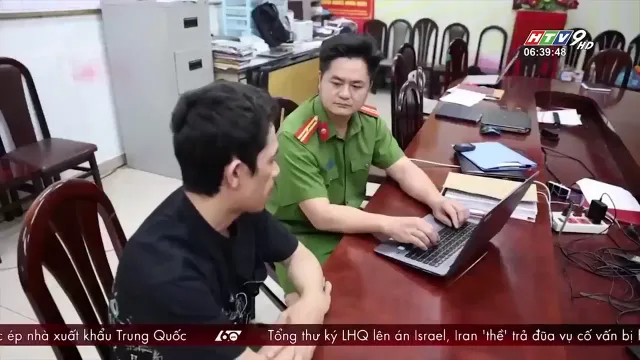 HTV9 HD
06:39:48
c ép nhà xuất khẩu Trung Quốc
60
Tổng thư ký LHQ lên án Israel, Iran 'thề' trả đũa vụ cố vấn bị